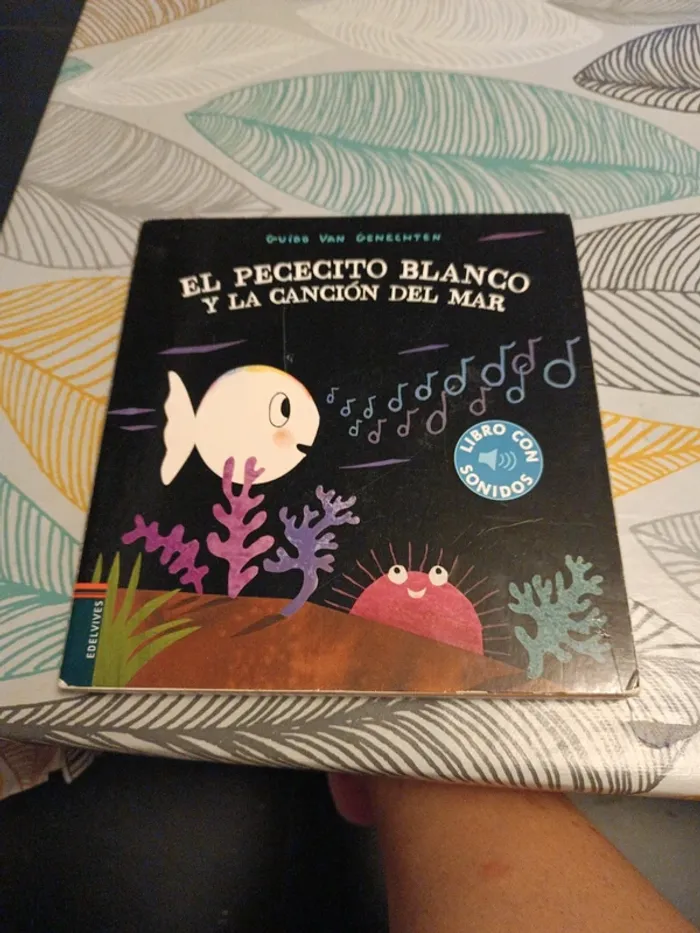 GUIDO VAN GENECHTEN
EL PECECITO BLANCO
Y LA CANCIÓN DEL MAR
LIBRO CON
SONIDOS
EDELVIVES